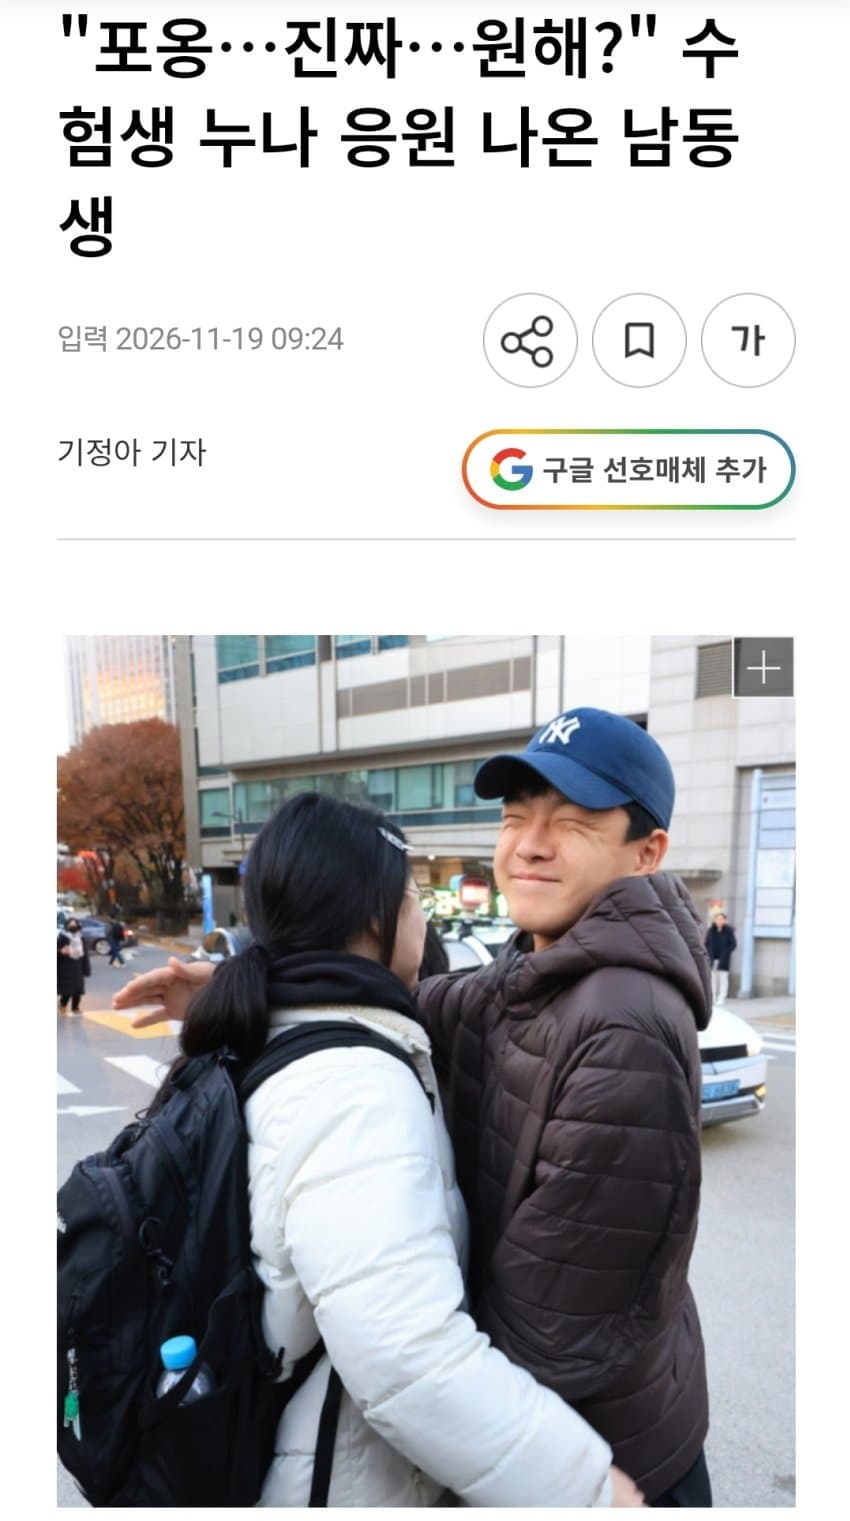 "포옹…진짜…원해?" 수
험생 누나 응원 나온 남동
생
입력 2026-11-19 09:24
가
기정아 기자
G 구글 선호매체 추가
NY